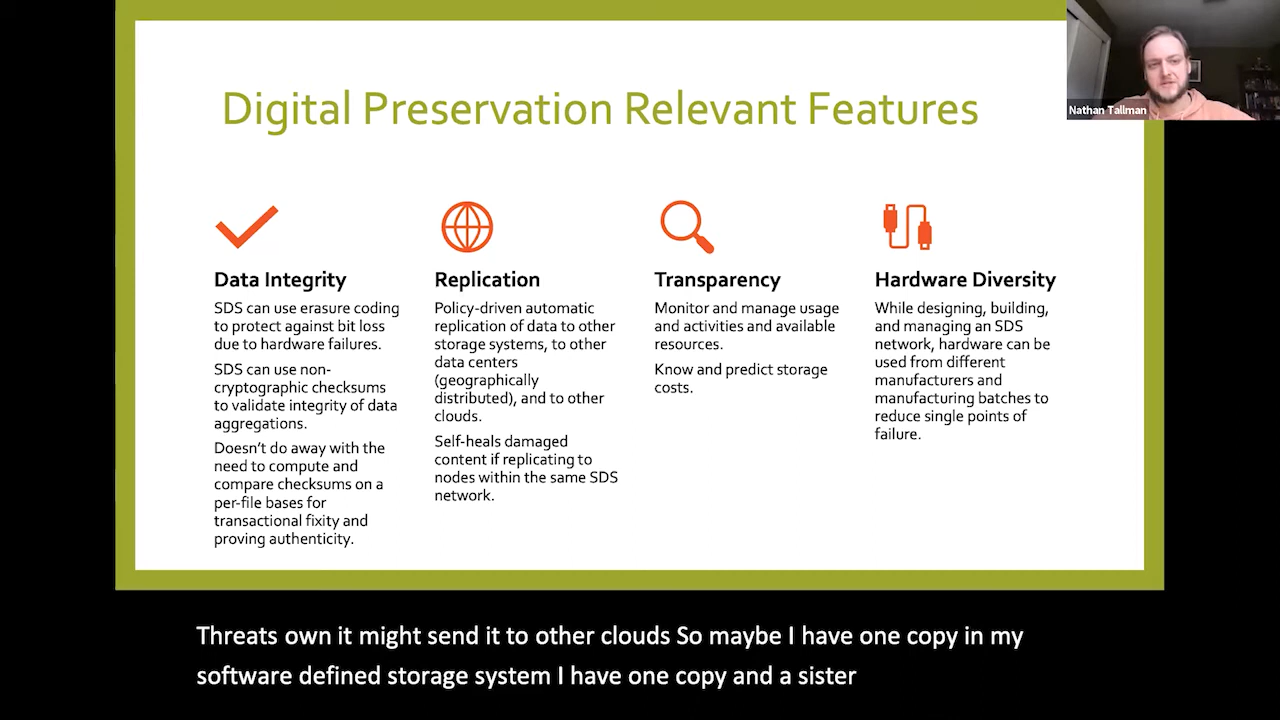 Digital Preservation Relevant Features
Nathan Tallman
Data Integrity
SDS can use erasure coding
to protect against bit loss
due to hardware failures.
SDS can use non-
cryptographic checksums
to validate integrity of data
aggregations.
Doesn't do away with the
need to compute and
compare checksums on a
per-file bases for
transactional fixity and
proving authenticity.
Replication
Policy-driven automatic
replication of data to other
storage systems, to other
data centers
(geographically
distributed), and to other
clouds.
Self-heals damaged
content if replicating to
nodes within the same SDS
network.
Transparency
Monitor and manage usage
and activities and available
resources.
Know and predict storage
costs.
Hardware Diversity
While designing, building,
and managing an SDS
network, hardware can be
used from different
manufacturers and
manufacturing batches to
reduce single points of
failure.
Threats own it might send it to other clouds So maybe I have one copy in my
software defined storage system I have one copy and a sister